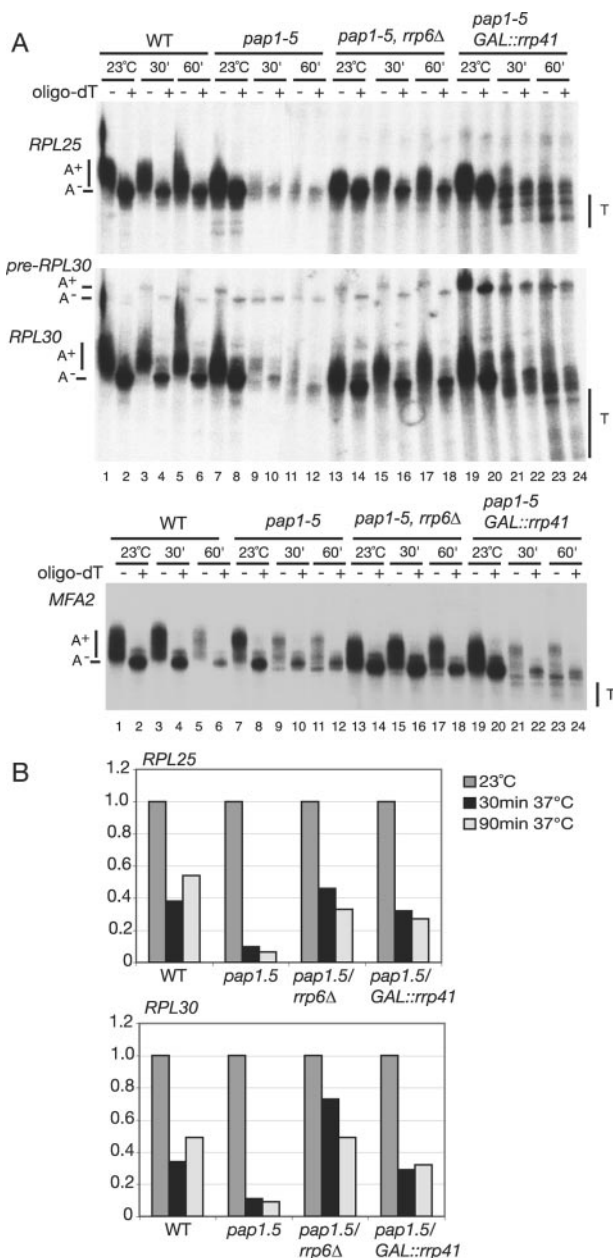 A
WT pap1-5 pap1-5, rrp6Δ pap1-5 GAL::rrp41
23°C 30' 60' 23°C 30' 60' 23°C 30' 60' 23°C 30' 60'
oligo-dT - + - + - + - + - + - + - + - + - + - + - + - +
RPL25
A+
A-
T
pre-RPL30
A+
A-
RPL30
A+
A-
T
1 2 3 4 5 6 7 8 9 10 11 12 13 14 15 16 17 18 19 20 21 22 23 24
WT pap1-5 pap1-5, rrp6Δ pap1-5 GAL::rrp41
23°C 30' 60' 23°C 30' 60' 23°C 30' 60' 23°C 30' 60'
oligo-dT - + - + - + - + - + - + - + - + - + - + - + - +
MFA2
A+
A-
T
1 2 3 4 5 6 7 8 9 10 11 12 13 14 15 16 17 18 19 20 21 22 23 24
B
RPL25
1.2
1.0
0.8
0.6
0.4
0.2
0
WT pap1.5 pap1.5/ rrp6Δ pap1.5/ GAL::rrp41
23°C
30min 37°C
90min 37°C
RPL30
1.2
1.0
0.8
0.6
0.4
0.2
0
WT pap1.5 pap1.5/ rrp6Δ pap1.5/ GAL::rrp41